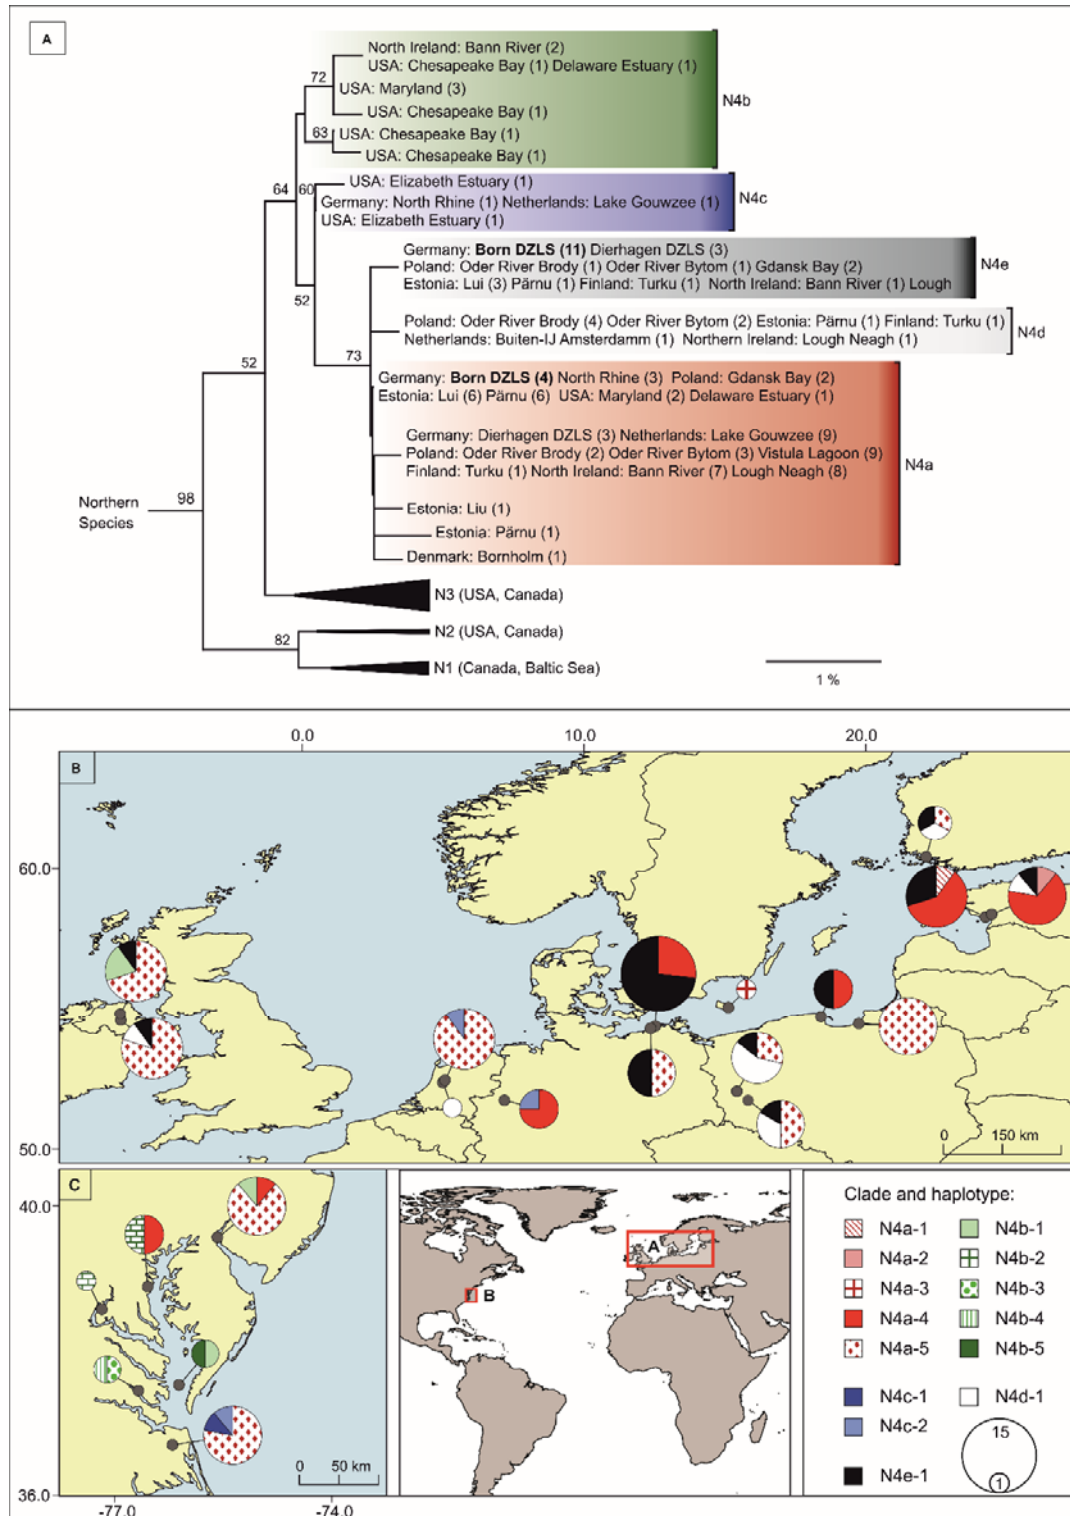 A
North Ireland: Bann River (2)
USA: Chesapeake Bay (1) Delaware Estuary (1)
72
USA: Maryland (3)
N4b
USA: Chesapeake Bay (1)
63
USA: Chesapeake Bay (1)
USA: Chesapeake Bay (1)
64
60
USA: Elizabeth Estuary (1)
N4c
Germany: North Rhine (1) Netherlands: Lake Gouwzee (1)
USA: Elizabeth Estuary (1)
Germany: Born DZLS (11) Dierhagen DZLS (3)
N4e
Poland: Oder River Brody (1) Oder River Bytom (1) Gdansk Bay (2)
Estonia: Lui (3) Pärnu (1) Finland: Turku (1) North Ireland: Bann River (1) Lough
52
Poland: Oder River Brody (4) Oder River Bytom (2) Estonia: Pärnu (1) Finland: Turku (1)
N4d
Netherlands: Buiten-IJ Amsterdamm (1) Northern Ireland: Lough Neagh (1)
52
73
Germany: Born DZLS (4) North Rhine (3) Poland: Gdansk Bay (2)
Estonia: Lui (6) Pärnu (6) USA: Maryland (2) Delaware Estuary (1)
Germany: Dierhagen DZLS (3) Netherlands: Lake Gouwzee (9)
Poland: Oder River Brody (2) Oder River Bytom (3) Vistula Lagoon (9)
N4a
Finland: Turku (1) North Ireland: Bann River (7) Lough Neagh (8)
Northern
Species
98
Estonia: Liu (1)
Estonia: Pärnu (1)
Denmark: Bornholm (1)
N3 (USA, Canada)
N2 (USA, Canada)
82
N1 (Canada, Baltic Sea)
1 %
0.0 10.0 20.0
B
60.0
50.0
0 150 km
C
40.0
36.0
-77.0 -74.0
0 50 km
A
B
Clade and haplotype:
N4a-1 N4b-1
N4a-2 N4b-2
N4a-3 N4b-3
N4a-4 N4b-4
N4a-5 N4b-5
N4c-1 N4d-1
N4c-2
15
N4e-1
1